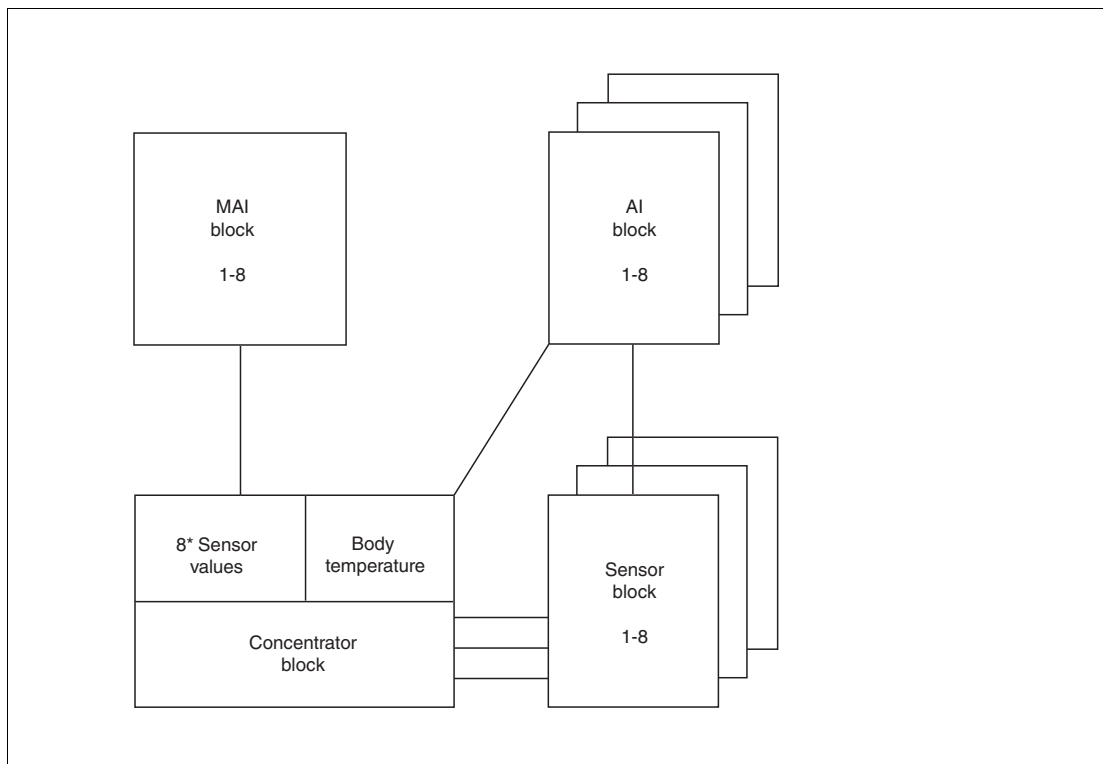 MAI
block
1-8
AI
block
1-8
8* Sensor
values
Body
temperature
Concentrator
block
Sensor
block
1-8